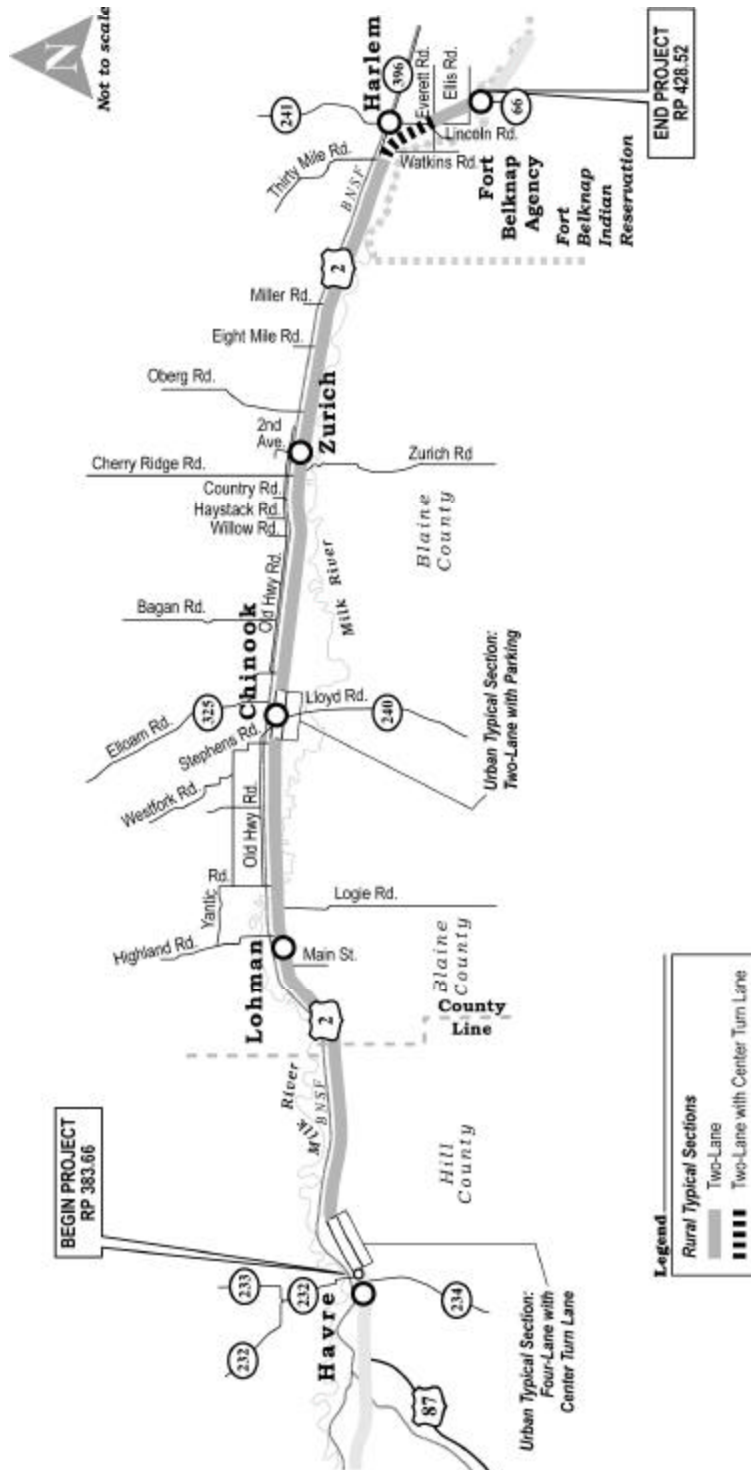 N
Not to scale
BEGIN PROJECT
RP 383.66
232
233
232
Havre
234
87
Urban Typical Section:
Four-Lane with
Center Turn Lane
Milk River
BNSF
Hill
County
2
County
Line
Blaine
County
Lohman
Main St.
Highland Rd.
Yantic
Rd.
Logie Rd.
Old Hwy Rd.
Westfork Rd.
Stephens Rd.
Elloam Rd.
325
Chinook
Lloyd Rd.
240
Urban Typical Section:
Two-Lane with Parking
Bagan Rd.
Old Hwy Rd.
Milk River
Willow Rd.
Haystack Rd.
Country Rd.
Cherry Ridge Rd.
2nd
Ave.
Zurich
Zurich Rd
Blaine
County
Oberg Rd.
Eight Mile Rd.
Miller Rd.
2
BNSF
Thirty Mile Rd.
241
Harlem
396
Everett Rd.
Ellis Rd.
Lincoln Rd.
Watkins Rd.
66
Fort
Belknap
Agency
Fort
Belknap
Indian
Reservation
END PROJECT
RP 428.52
Legend
Rural Typical Sections
Two-Lane
Two-Lane with Center Turn Lane